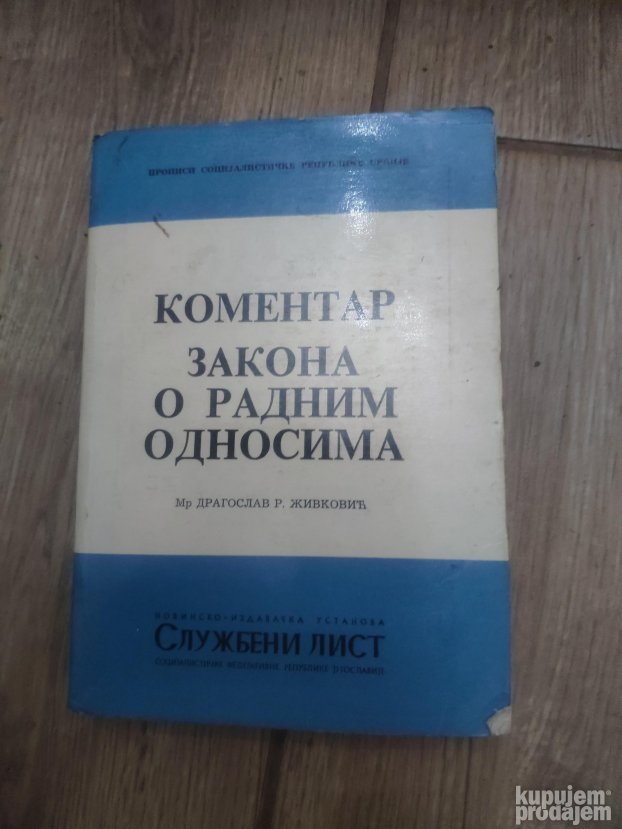 ПРОПИСИ СОЦИЈАЛИСТИЧКЕ РЕПУБЛИКЕ СРБИЈЕ
КОМЕНТАР
ЗАКОНА
О РАДНИМ
ОДНОСИМА
Мр ДРАГОСЛАВ Р. ЖИВКОВИЋ
НОВИНСКО-ИЗДАВАЧКА УСТАНОВА
СЛУЖБЕНИ ЛИСТ
СОЦИЈАЛИСТИЧКЕ ФЕДЕРАТИВНЕ РЕПУБЛИКЕ ЈУГОСЛАВИЈЕ
kupujem®
prodajem